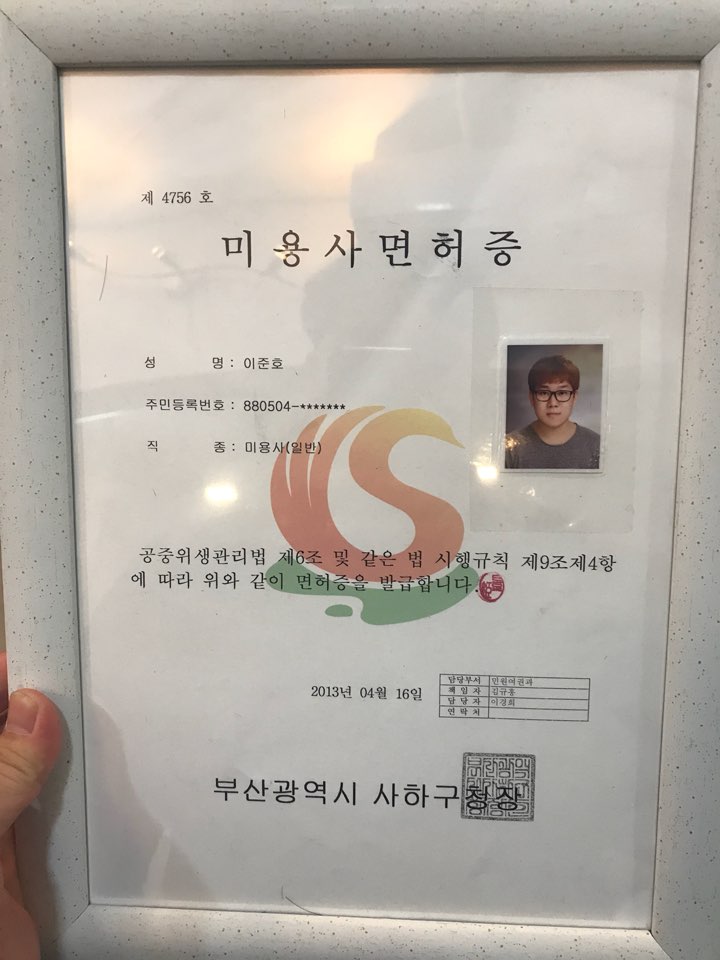 제 4756 호
미용사면허증
성 명 : 이준호
주민등록번호 : 880504-*******
직 종 : 미용사(일반)
공중위생관리법 제6조 및 같은 법 시행규칙 제9조제4항
에 따라 위와 같이 면허증을 발급합니다.
담당부서 민원여권과
책임자 김규홍
담당자 이경희
연락처
2013년 04월 16일
부산광역시 사하구청장